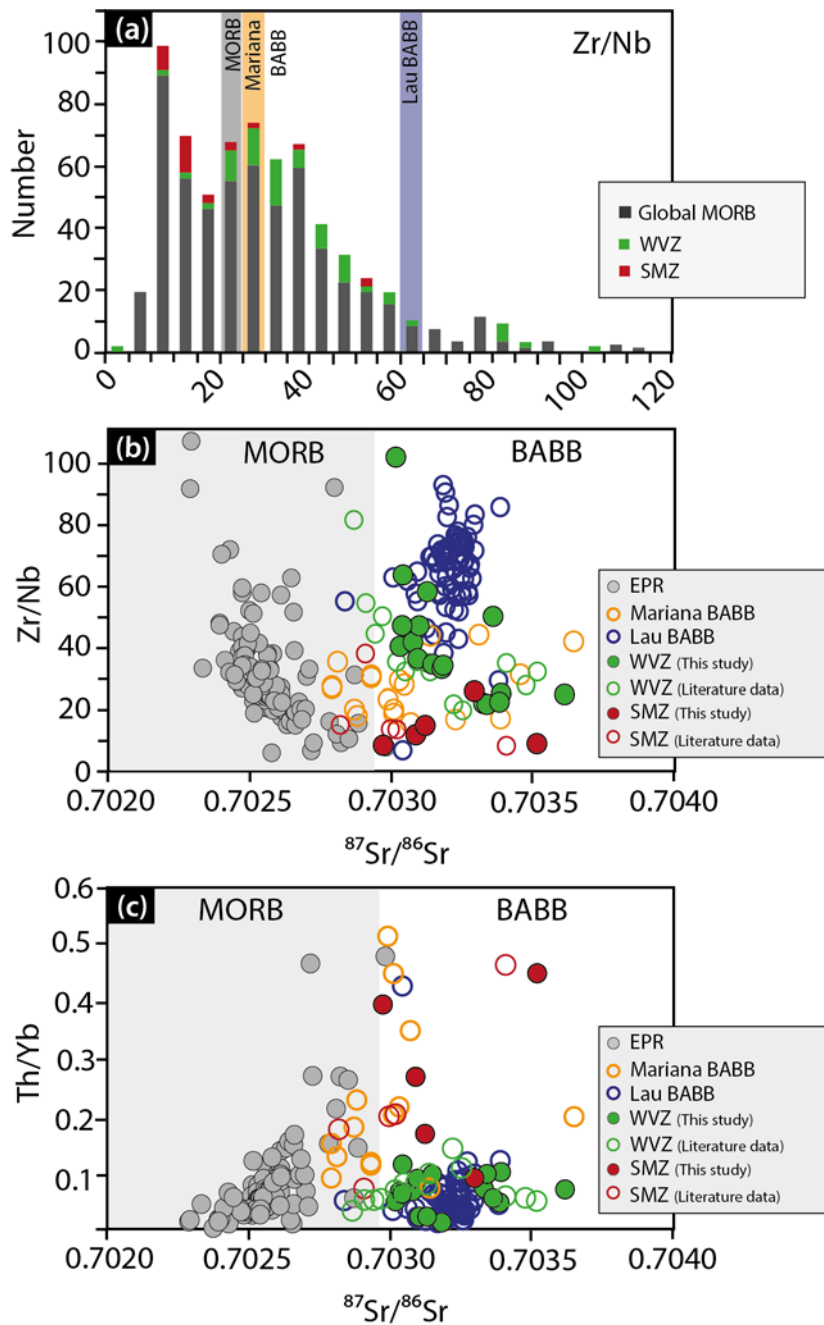 (a)
Zr/Nb
MORB
Mariana
BABB
Lau BABB
Number
100
80
60
40
20
0
0
20
40
60
80
100
120
Global MORB
WVZ
SMZ
(b)
MORB
BABB
Zr/Nb
100
80
60
40
20
0
0.7020
0.7025
0.7030
0.7035
0.7040
⁸⁷Sr/⁸⁶Sr
EPR
Mariana BABB
Lau BABB
WVZ (This study)
WVZ (Literature data)
SMZ (This study)
SMZ (Literature data)
(c)
MORB
BABB
Th/Yb
0.6
0.5
0.4
0.3
0.2
0.1
0.7020
0.7025
0.7030
0.7035
0.7040
⁸⁷Sr/⁸⁶Sr
EPR
Mariana BABB
Lau BABB
WVZ (This study)
WVZ (Literature data)
SMZ (This study)
SMZ (Literature data)